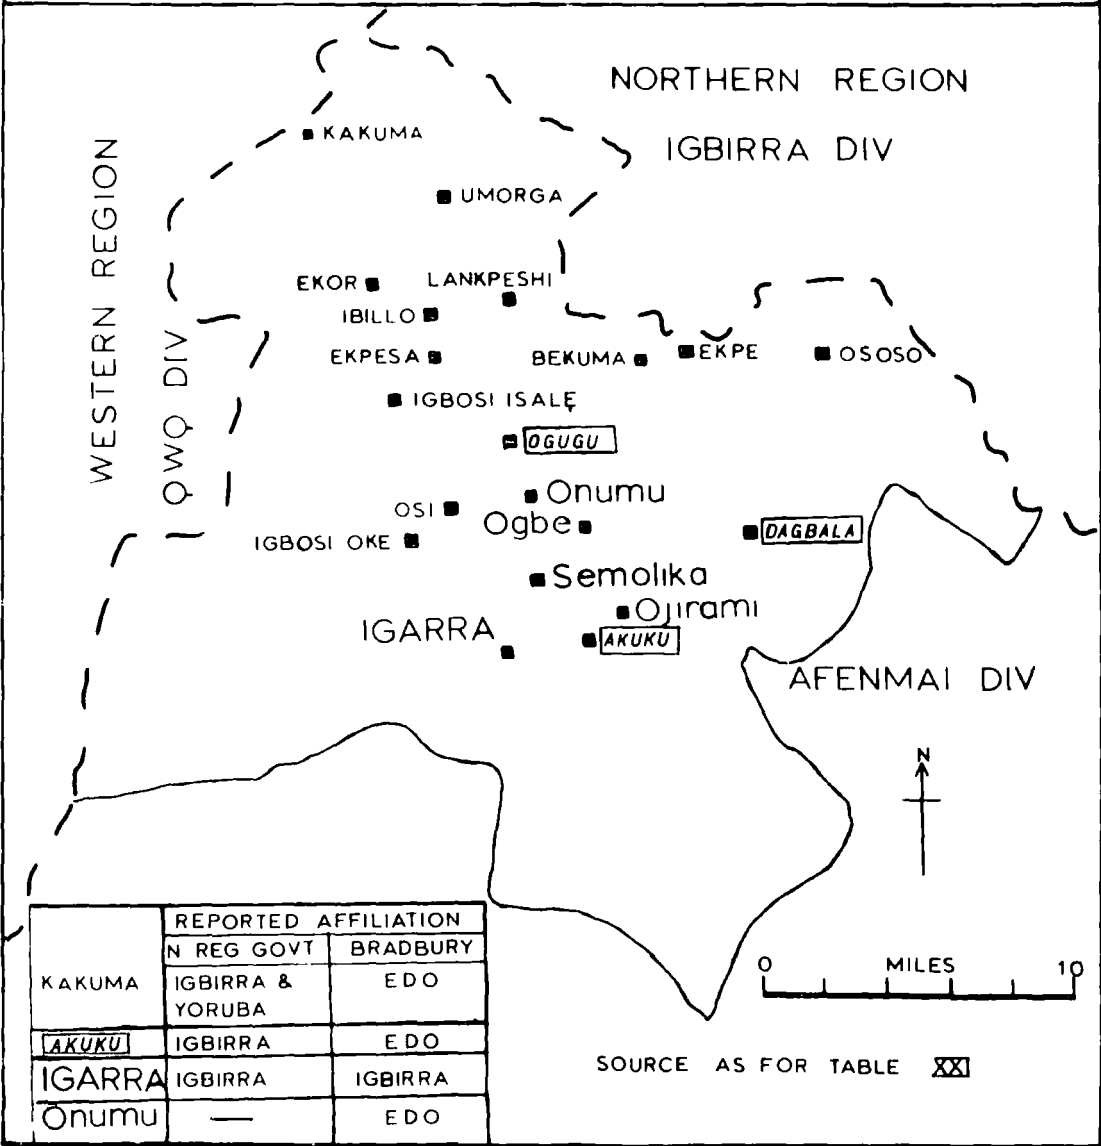 NORTHERN REGION
IGBIRRA DIV
WESTERN REGION
ỌWỌ DIV
KAKUMA
UMORGA
EKOR
LANKPESHI
IBILLO
EKPESA
BEKUMA
EKPE
OSOSO
IGBOSI ISALẸ
OGUGU
Onumu
OSI
Ogbe
DAGBALA
IGBOSI OKE
Semolika
Ojirami
IGARRA
AKUKU
AFENMAI DIV
N
REPORTED AFFILIATION
N REG GOVT BRADBURY
KAKUMA IGBIRRA & EDO
YORUBA
AKUKU IGBIRRA EDO
IGARRA IGBIRRA IGBIRRA
Onumu — EDO
0 MILES 10
SOURCE AS FOR TABLE XXI